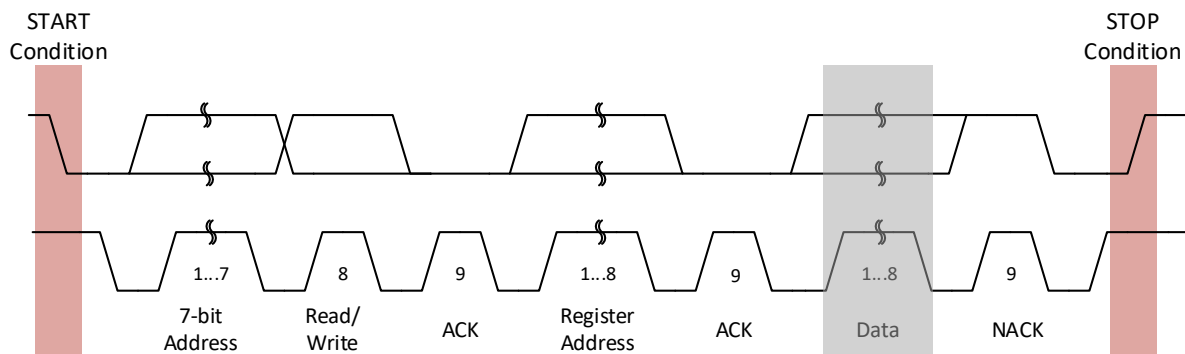 START
Condition
STOP
Condition
1...7
8
9
1...8
9
1...8
9
7-bit
Address
Read/
Write
ACK
Register
Address
ACK
Data
NACK